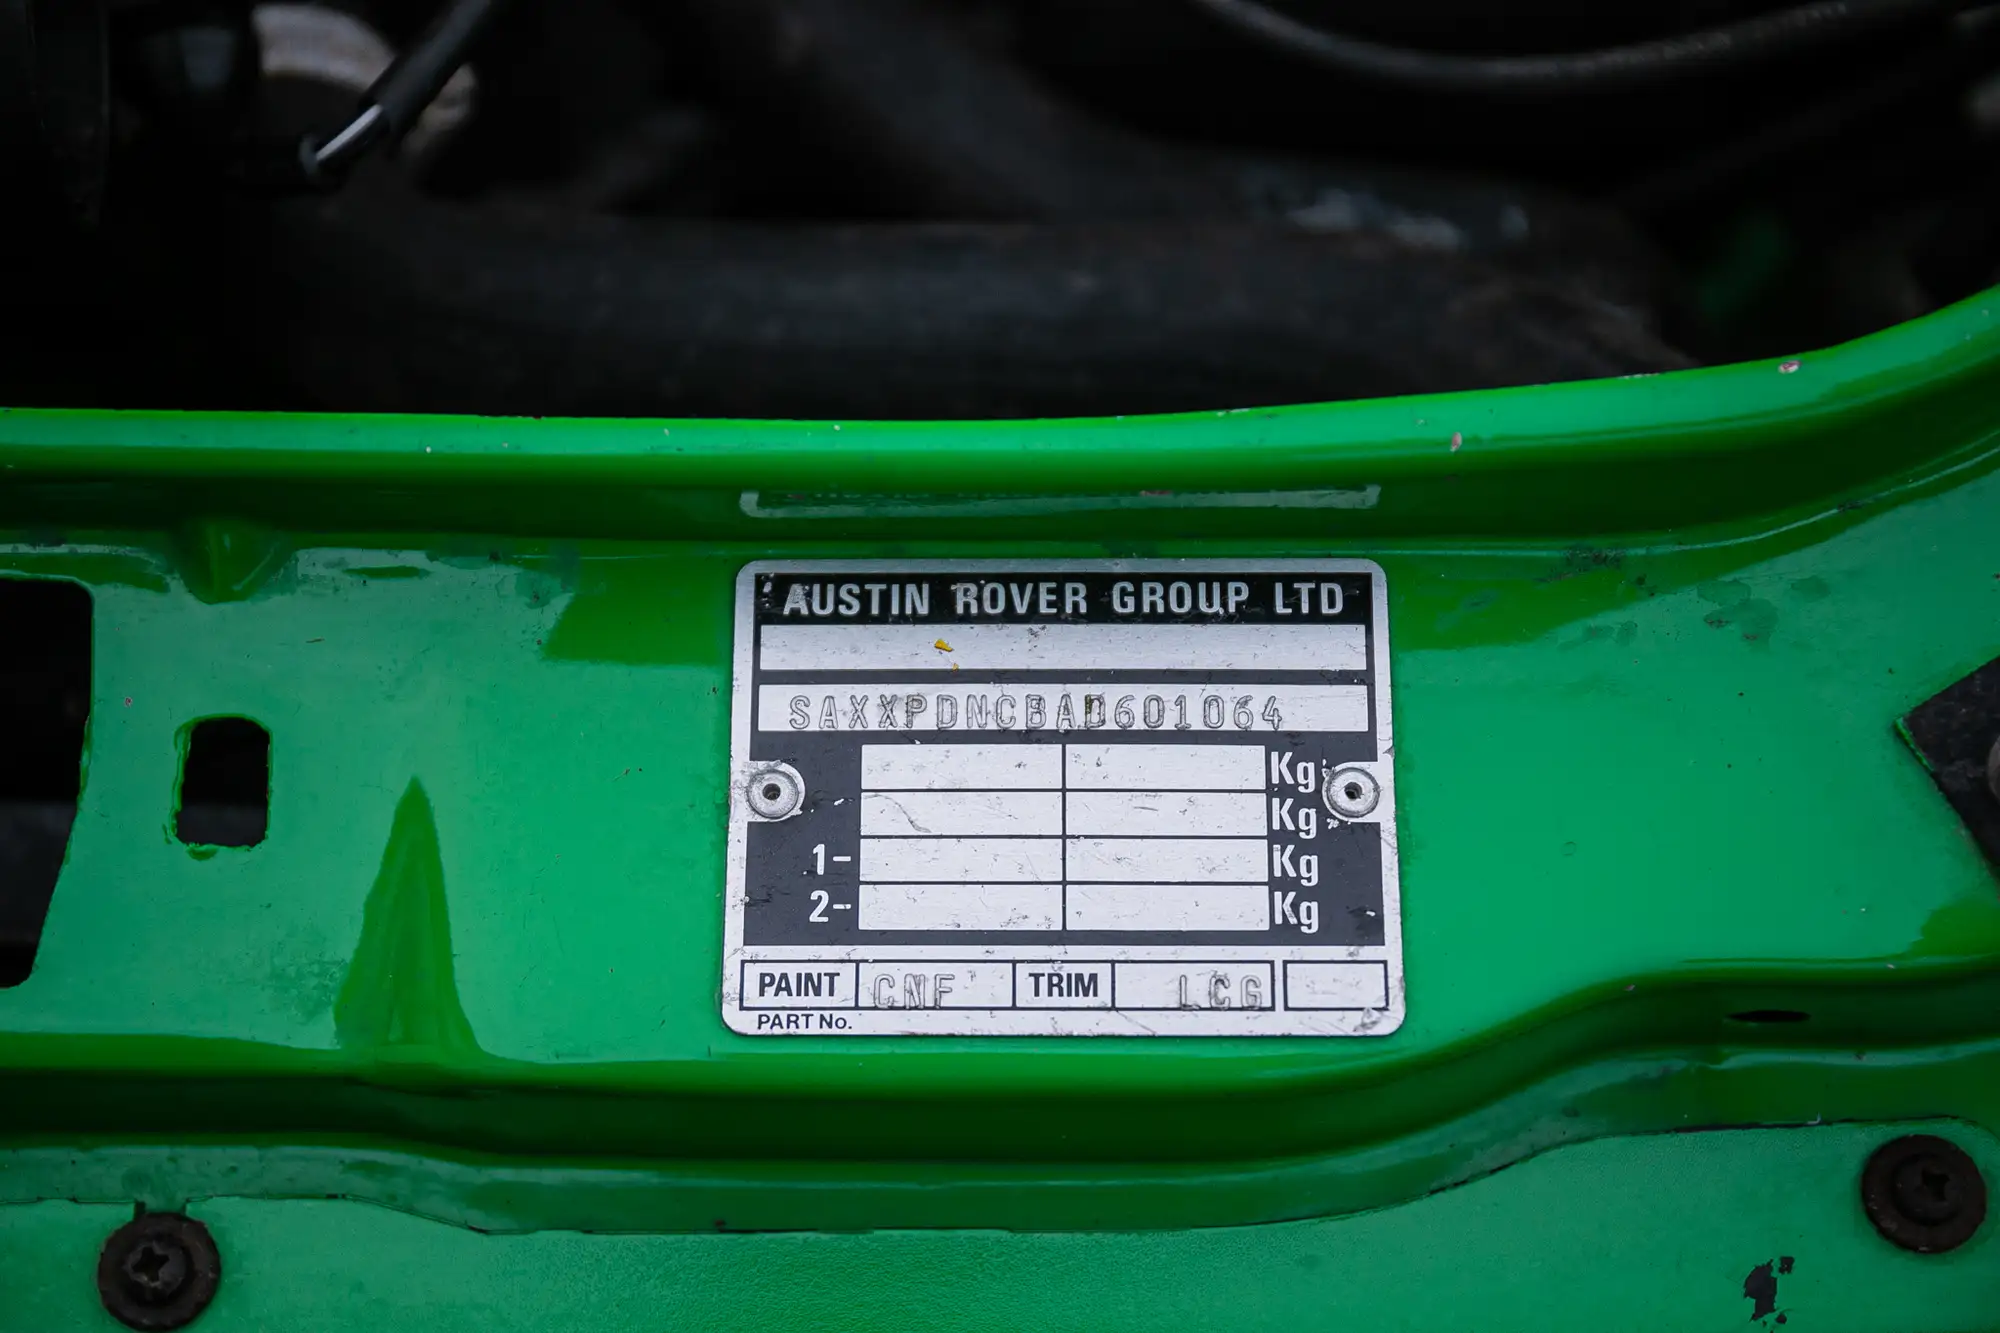 AUSTIN ROVER GROUP LTD
SAXXPDNCBAD601064
Kg
Kg
1- Kg
2- Kg
PAINT CNF TRIM LCG
PART No.